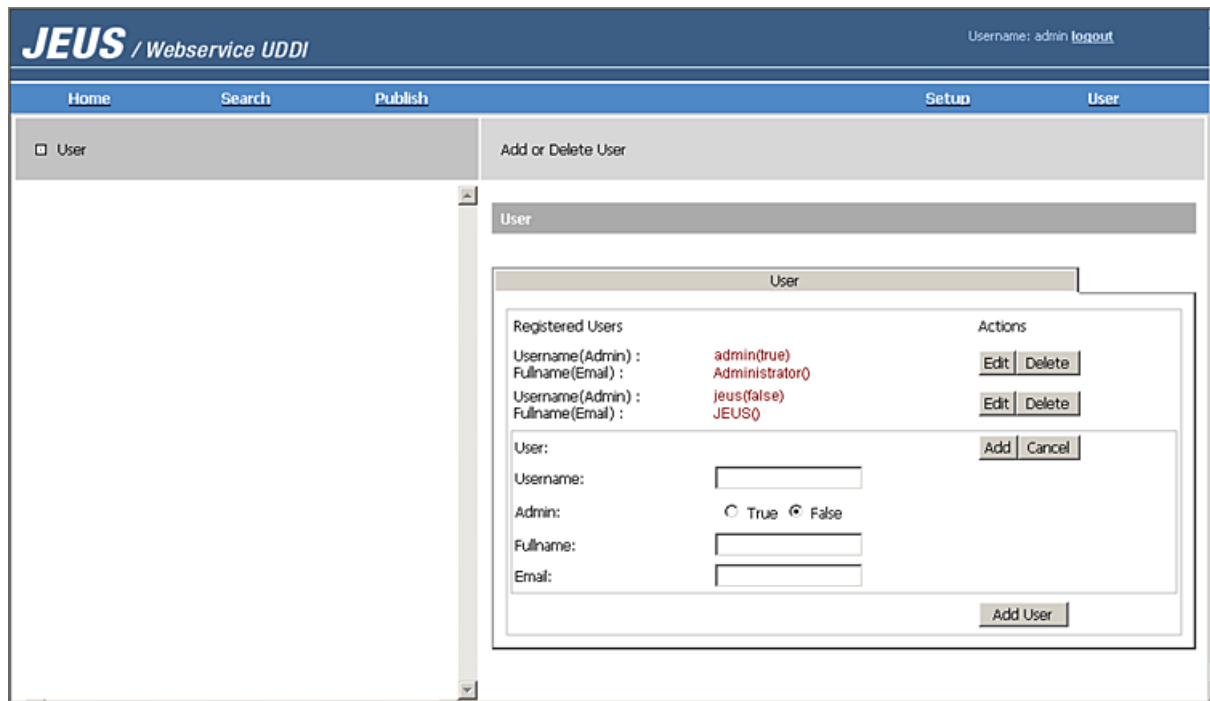 JEUS / Webservice UDDI
Username: admin logout
Home Search Publish Setup User
User
Add or Delete User
User
User
Registered Users Actions
Username(Admin) : admin(true)
Fullname(Email) : Administrator()
Edit Delete
Username(Admin) : jeus(false)
Fullname(Email) : JEUS()
Edit Delete
User: Add Cancel
Username:
Admin: True False
Fullname:
Email:
Add User